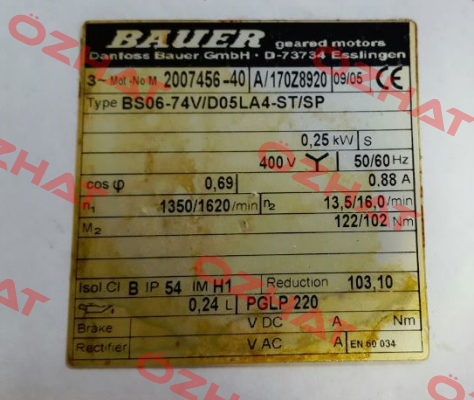 BAUER geared motors
Danfoss Bauer GmbH · D-73734 Esslingen
3~ Mot.-No M 2007456-40 A/170Z8920 09/05 CE
Type BS06-74V/D05LA4-ST/SP
0,25 kW S
400 V Y 50/60 Hz
cos φ 0,69 0.88 A
n1 1350/1620/min n2 13,5/16,0/min
M2 122/102 Nm
Isol.Cl B IP 54 IM H1 Reduction 103,10
0,24 L PGLP 220
Brake V DC A Nm
Rectifier V AC A EN 60 034
ÖZHAT
ÖZHAT
ÖZHAT
ÖZHAT
ÖZHAT